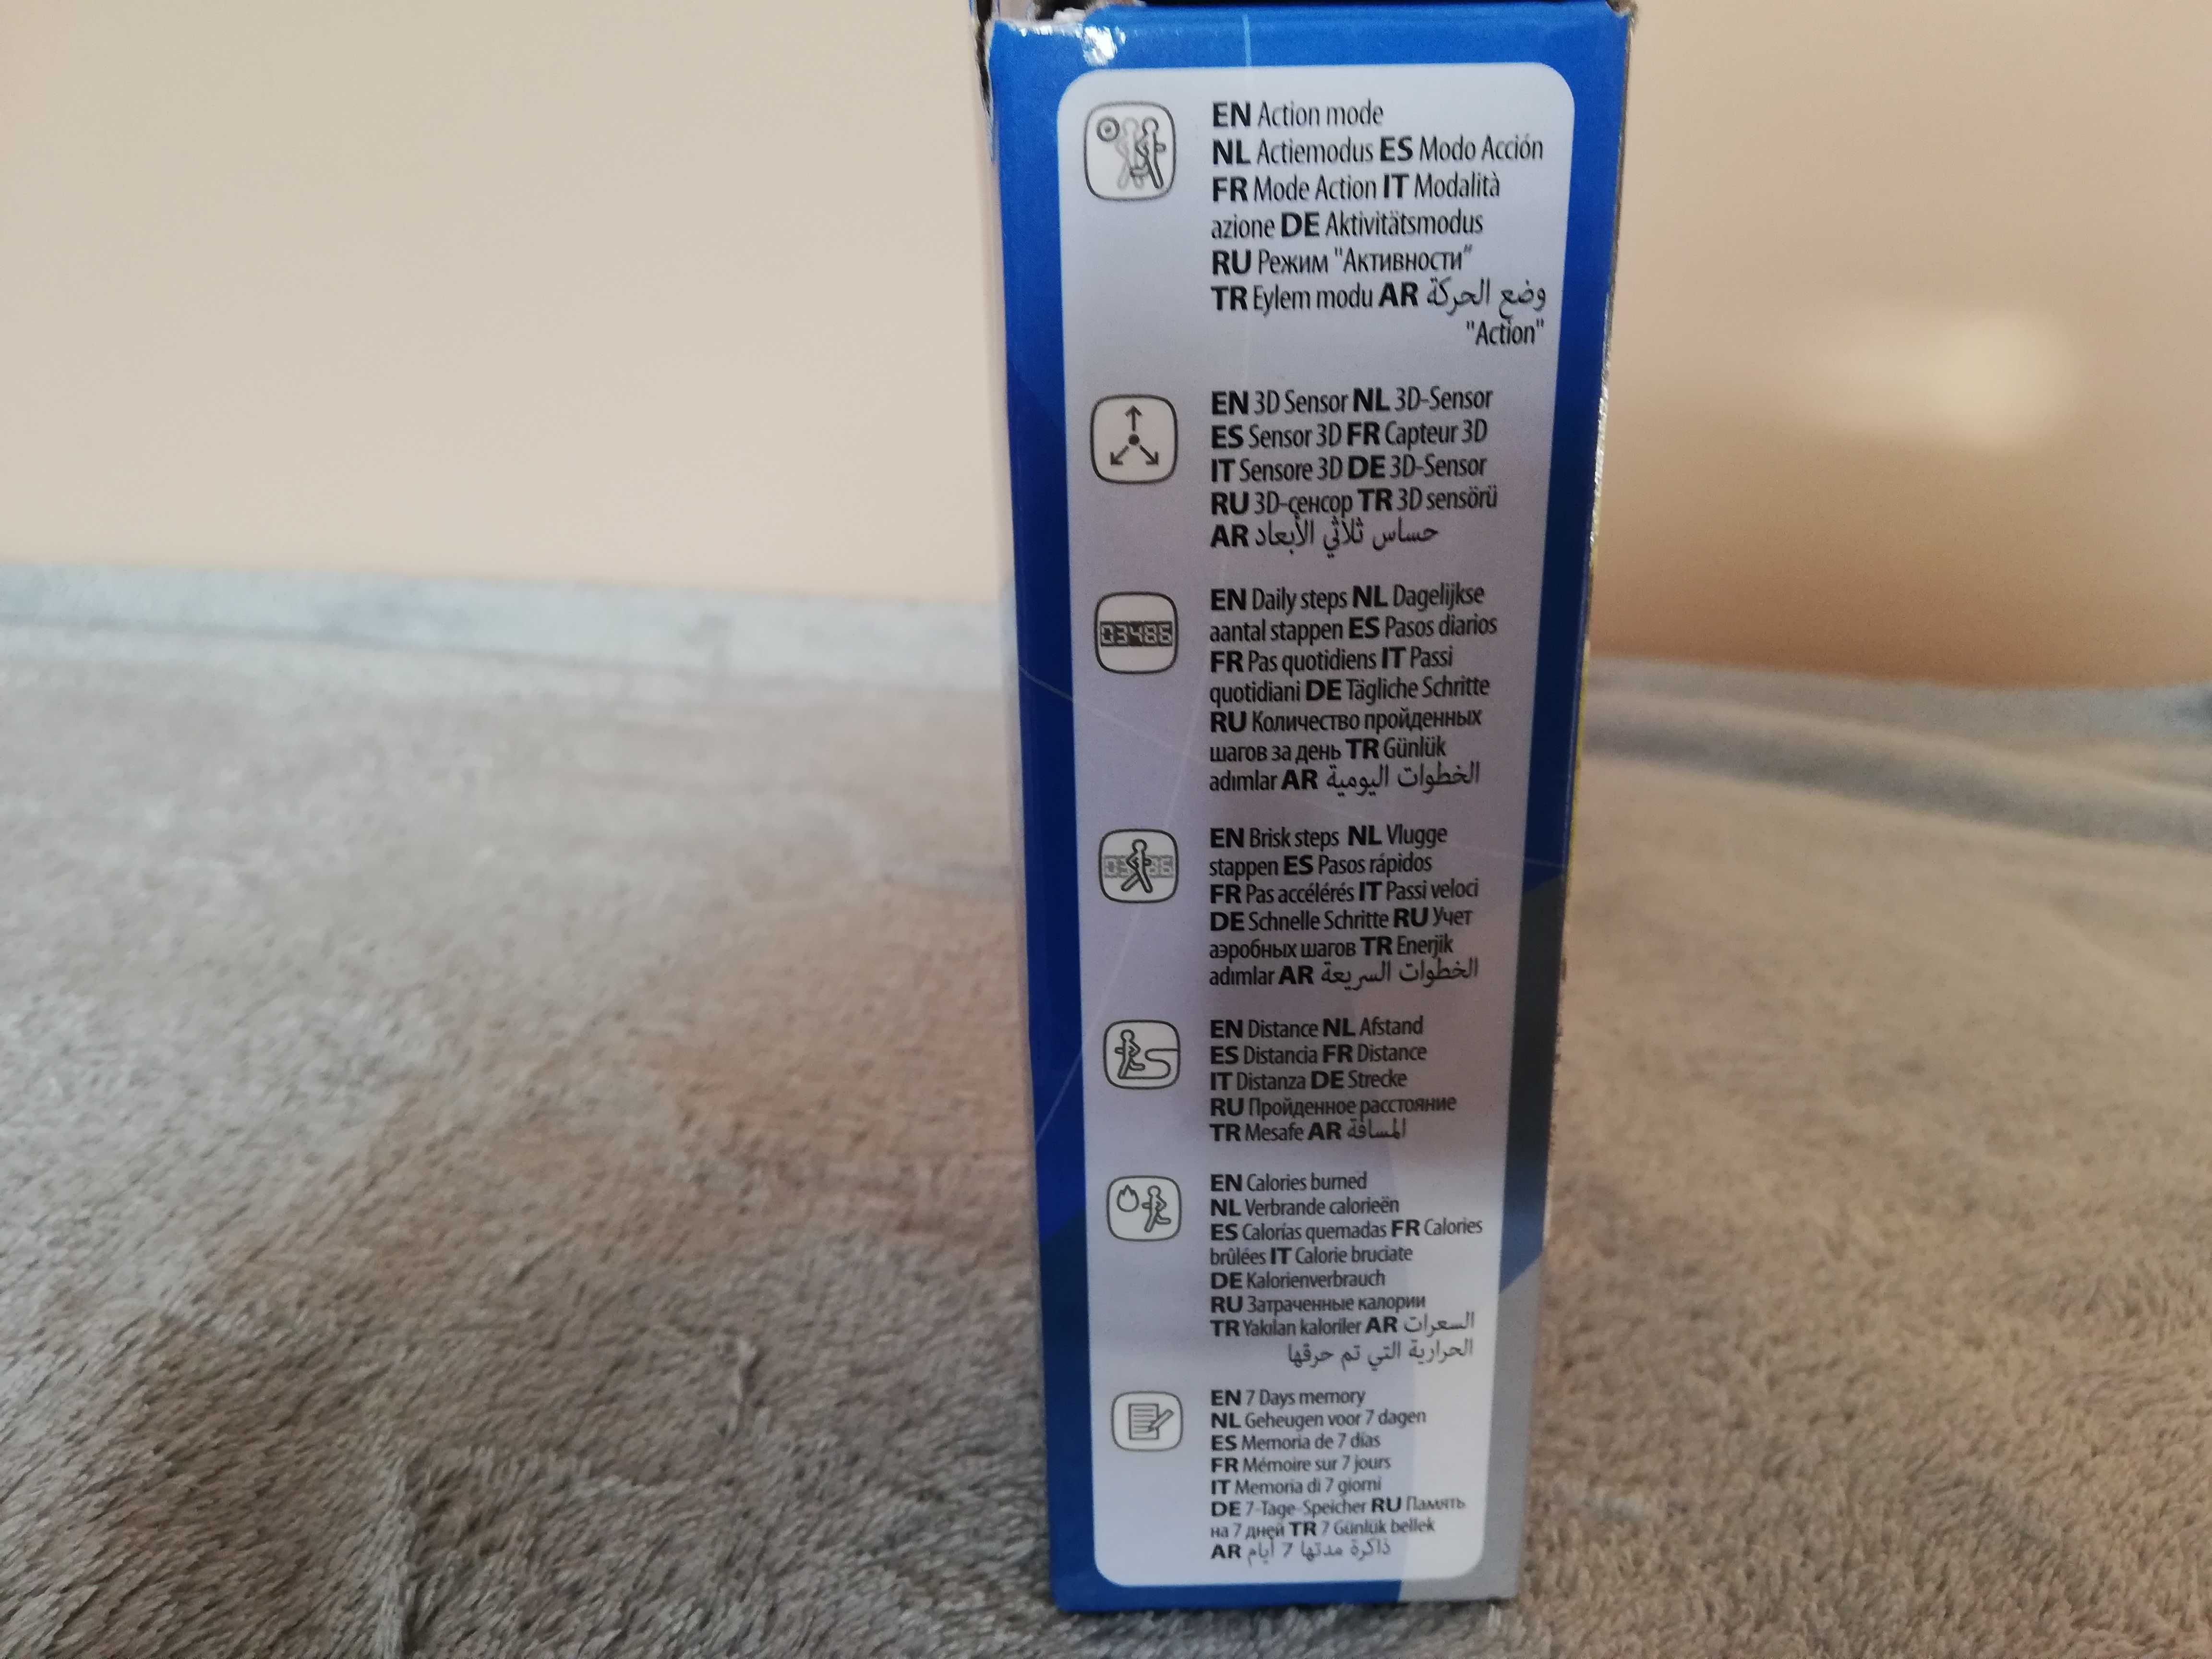 EN Action mode
NL Actiemodus ES Modo Acción
FR Mode Action IT Modalità
azione DE Aktivitätsmodus
RU Режим "Активности"
TR Eylem modu AR وضع الحركة
"Action"
EN 3D Sensor NL 3D-Sensor
ES Sensor 3D FR Capteur 3D
IT Sensore 3D DE 3D-Sensor
RU 3D-сенсор TR 3D sensörü
AR حساس ثلاثي الأبعاد
03486
EN Daily steps NL Dagelijkse
aantal stappen ES Pasos diarios
FR Pas quotidiens IT Passi
quotidiani DE Tägliche Schritte
RU Количество пройденных
шагов за день TR Günlük
adımlar AR الخطوات اليومية
EN Brisk steps NL Vlugge
stappen ES Pasos rápidos
FR Pas accélérés IT Passi veloci
DE Schnelle Schritte RU Учет
аэробных шагов TR Enerjik
adımlar AR الخطوات السريعة
EN Distance NL Afstand
ES Distancia FR Distance
IT Distanza DE Strecke
RU Пройденное расстояние
TR Mesafe AR المسافة
EN Calories burned
NL Verbrande calorieën
ES Calorías quemadas FR Calories
brûlées IT Calorie bruciate
DE Kalorienverbrauch
RU Затраченные калории
TR Yakılan kaloriler AR السعرات
الحرارية التي تم حرقها
EN 7 Days memory
NL Geheugen voor 7 dagen
ES Memoria de 7 días
FR Mémoire sur 7 jours
IT Memoria di 7 giorni
DE 7-Tage-Speicher RU Память
на 7 дней TR 7 Günlük bellek
AR ذاكرة مدتها 7 أيام